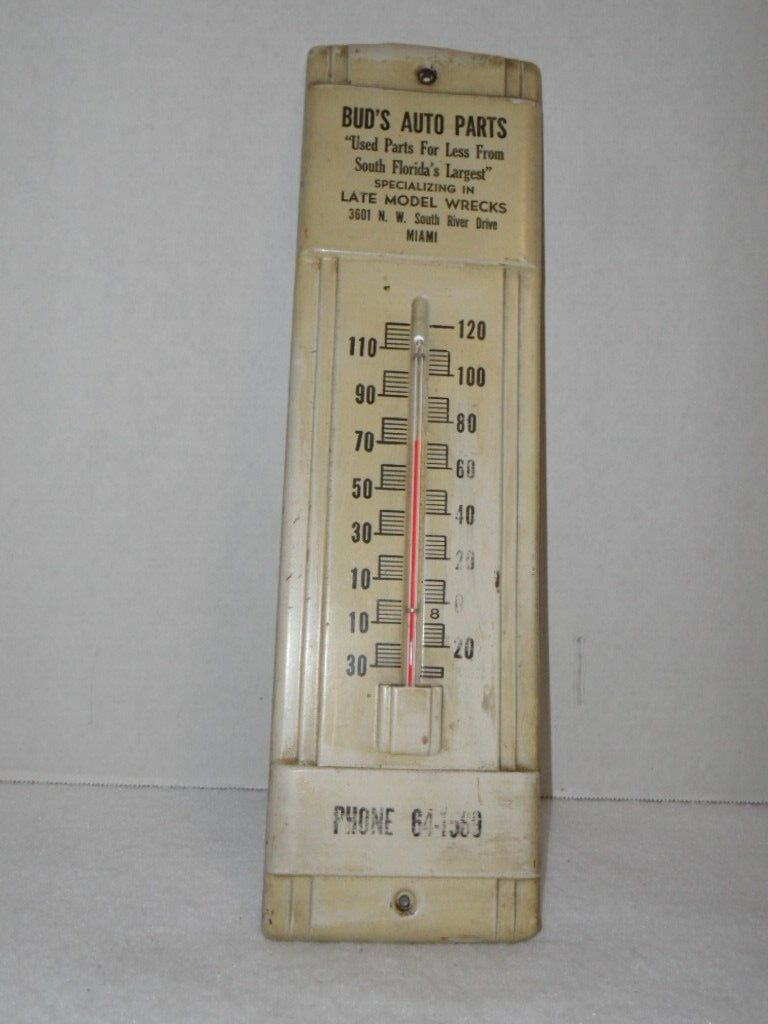 BUD'S AUTO PARTS
"Used Parts For Less From
South Florida's Largest"
SPECIALIZING IN
LATE MODEL WRECKS
3601 N. W. South River Drive
MIAMI
120
110
100
90
80
70
60
50
40
30
20
10
0
8
10
20
30
PHONE